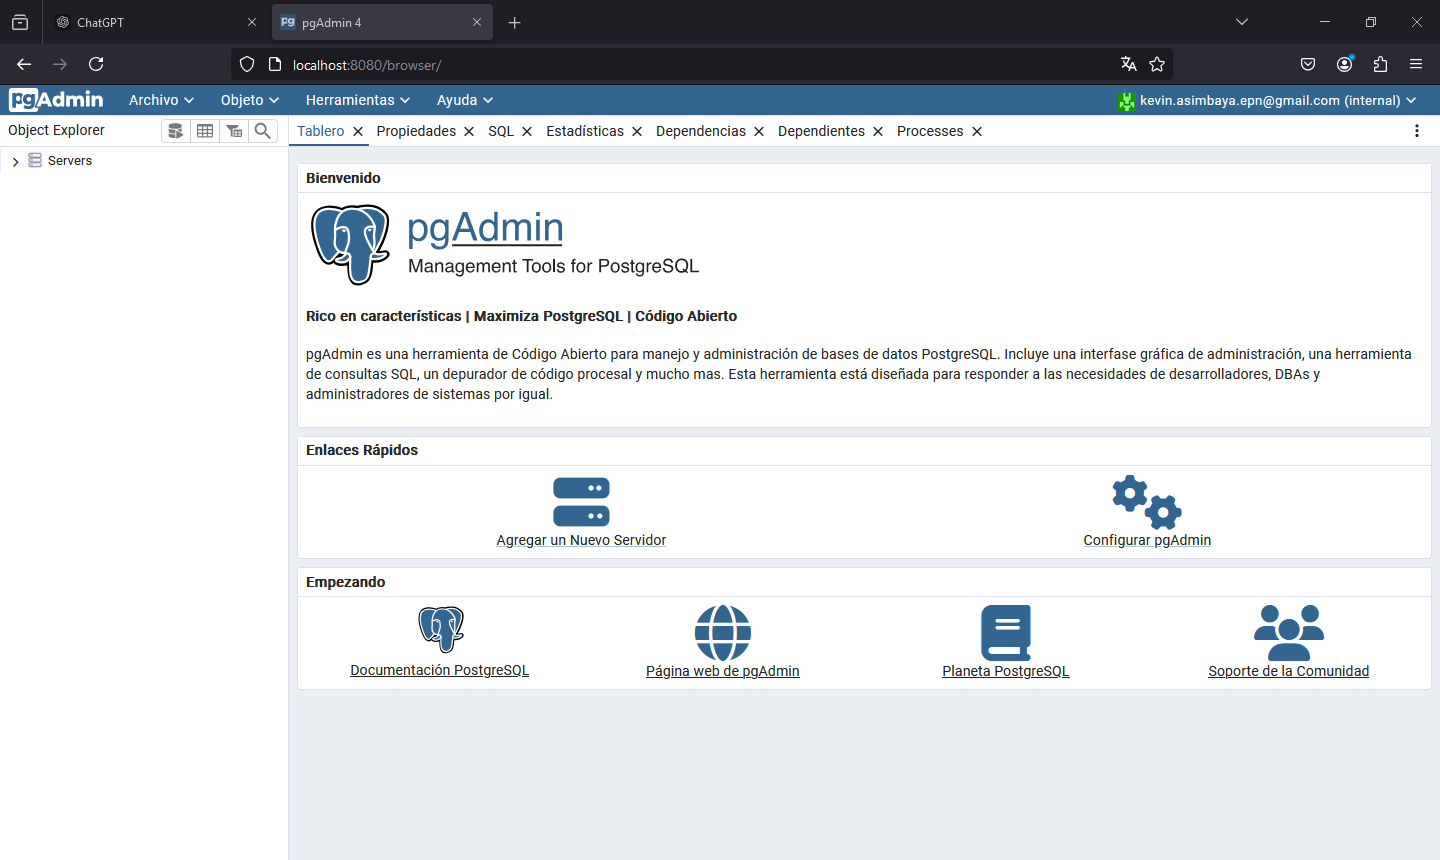 ChatGPT
pgAdmin 4
localhost:8080/browser/
pgAdmin Archivo Objeto Herramientas Ayuda kevin.asimbaya.epn@gmail.com (internal)
Object Explorer
Tablero Propiedades SQL Estadísticas Dependencias Dependientes Processes
Servers
Bienvenido
pgAdmin
Management Tools for PostgreSQL
Rico en características | Maximiza PostgreSQL | Código Abierto
pgAdmin es una herramienta de Código Abierto para manejo y administración de bases de datos PostgreSQL. Incluye una interfase gráfica de administración, una herramienta
de consultas SQL, un depurador de código procesal y mucho mas. Esta herramienta está diseñada para responder a las necesidades de desarrolladores, DBAs y
administradores de sistemas por igual.
Enlaces Rápidos
Agregar un Nuevo Servidor
Configurar pgAdmin
Empezando
Documentación PostgreSQL
Página web de pgAdmin
Planeta PostgreSQL
Soporte de la Comunidad